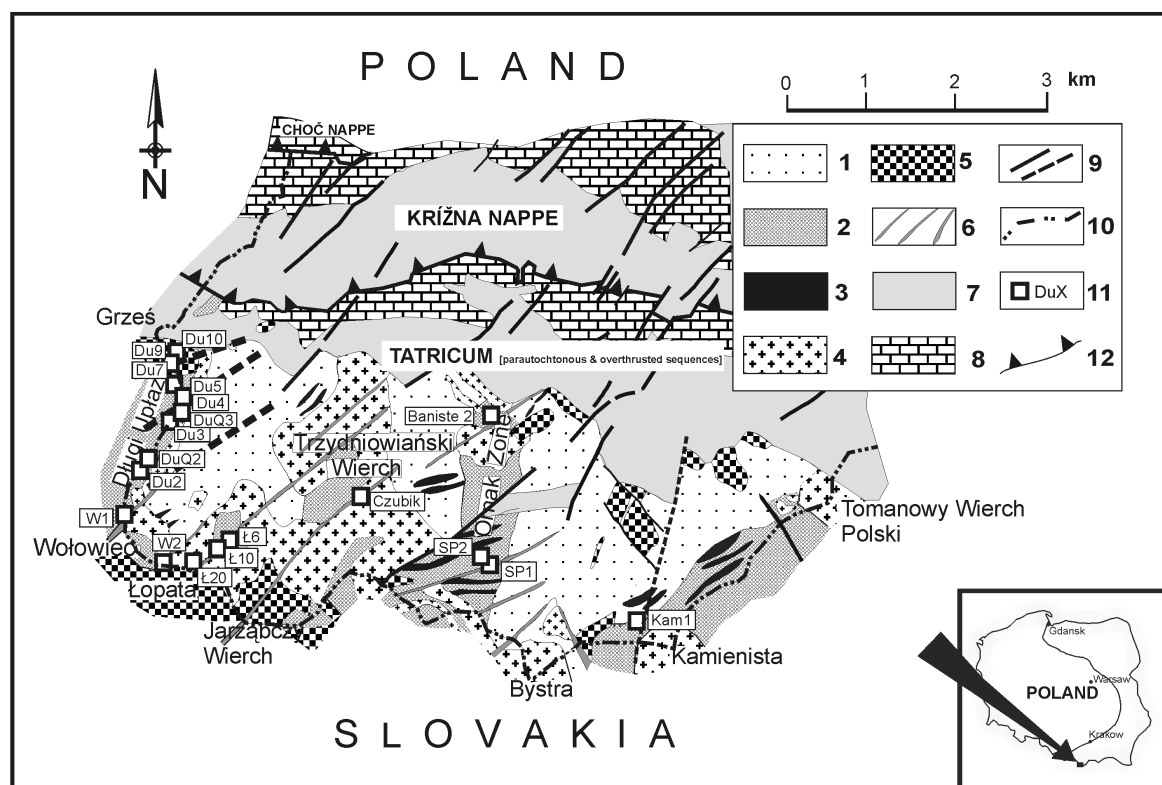 POLAND
0 1 2 3 km
CHOČ NAPPE
N
KRÍŽNA NAPPE
1 5 9
2 6 10
3 7 DuX 11
4 8 12
Grześ
TATRICUM [parautochtonous & overthrusted sequences]
Du10
Du9
Du7
Du5
Du4
DuQ3
Du3
Długi Upłaz
DuQ2
Du2
Baniste 2
Trzydniowiański
Wierch
Ornak Zone
Czubik
W1
Wołowiec
W2
Ł6
Ł10
Ł20
SP2
SP1
Tomanowy Wierch
Polski
Łopata
Jarząpczy
Wierch
Kam1
Kamienista
Bystra
SLOVAKIA
Gdansk
Warsaw
POLAND
Krakow